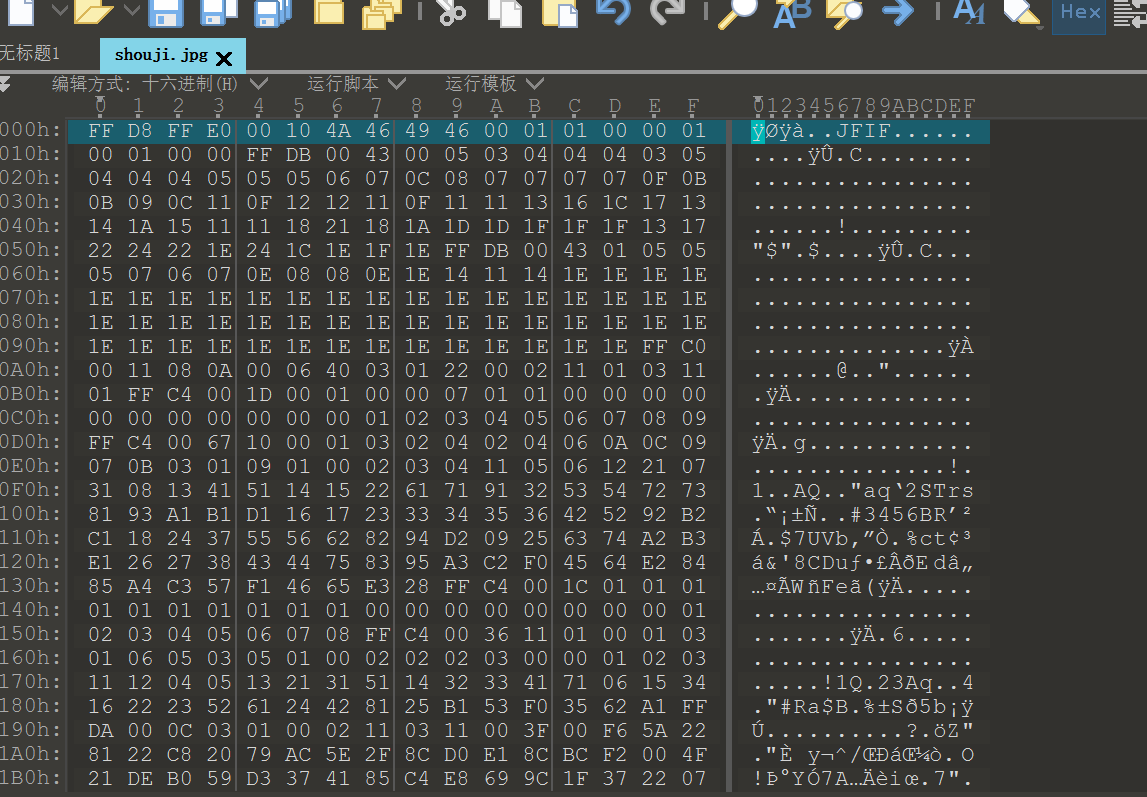 Hex
无标题1
shouji.jpg
编辑方式: 十六进制(H) 运行脚本 运行模板
0 1 2 3 4 5 6 7 8 9 A B C D E F 0123456789ABCDEF
000h: FF D8 FF E0 00 10 4A 46 49 46 00 01 01 00 00 01 ÿØÿà..JFIF......
010h: 00 01 00 00 FF DB 00 43 00 05 03 04 04 04 03 05 ....ÿÛ.C........
020h: 04 04 04 05 05 05 06 07 0C 08 07 07 07 07 0F 0B ................
030h: 0B 09 0C 11 0F 12 12 11 0F 11 11 13 16 1C 17 13 ................
040h: 14 1A 15 11 11 18 21 18 1A 1D 1D 1F 1F 1F 13 17 ......!.........
050h: 22 24 22 1E 24 1C 1E 1F 1E FF DB 00 43 01 05 05 "$".$....ÿÛ.C...
060h: 05 07 06 07 0E 08 08 0E 1E 14 11 14 1E 1E 1E 1E ................
070h: 1E 1E 1E 1E 1E 1E 1E 1E 1E 1E 1E 1E 1E 1E 1E 1E ................
080h: 1E 1E 1E 1E 1E 1E 1E 1E 1E 1E 1E 1E 1E 1E 1E 1E ................
090h: 1E 1E 1E 1E 1E 1E 1E 1E 1E 1E 1E 1E 1E 1E FF C0 ..............ÿÀ
0A0h: 00 11 08 0A 00 06 40 03 01 22 00 02 11 01 03 11 ......@.."......
0B0h: 01 FF C4 00 1D 00 01 00 00 07 01 01 00 00 00 00 .ÿÄ.............
0C0h: 00 00 00 00 00 00 00 01 02 03 04 05 06 07 08 09 ................
0D0h: FF C4 00 67 10 00 01 03 02 04 02 04 06 0A 0C 09 ÿÄ.g............
0E0h: 07 0B 03 01 09 01 00 02 03 04 11 05 06 12 21 07 ..............!.
0F0h: 31 08 13 41 51 14 15 22 61 71 91 32 53 54 72 73 1..AQ.."aq‘2STrs
100h: 81 93 A1 B1 D1 16 17 23 33 34 35 36 42 52 92 B2 .“¡±Ñ..#3456BR’²
110h: C1 18 24 37 55 56 62 82 94 D2 09 25 63 74 A2 B3 Á.$7UVb‚”Ò.%ct¢³
120h: E1 26 27 38 43 44 75 83 95 A3 C2 F0 45 64 E2 84 á&'8CDuƒ•£ÂðEdâ„
130h: 85 A4 C3 57 F1 46 65 E3 28 FF C4 00 1C 01 01 01 …¤ÃWñFeã(ÿÄ.....
140h: 01 01 01 01 01 01 01 00 00 00 00 00 00 00 00 01 ................
150h: 02 03 04 05 06 07 08 FF C4 00 36 11 01 00 01 03 .......ÿÄ.6.....
160h: 01 06 05 03 05 01 00 02 02 02 03 00 00 01 02 03 ................
170h: 11 12 04 05 13 21 31 51 14 32 33 41 71 06 15 34 .....!1Q.23Aq..4
180h: 16 22 23 52 61 24 42 81 25 B1 53 F0 35 62 A1 FF ."#Ra$B.%±Sð5b¡ÿ
190h: DA 00 0C 03 01 00 02 11 03 11 00 3F 00 F6 5A 22 Ú..........?.öZ"
1A0h: 81 22 C8 20 79 AC 5E 2F 8C D0 E1 8C BC F2 00 4F ."È y¬^/ŒÐáŒ¼ò.O
1B0h: 21 DE B0 59 D3 37 41 85 C4 E8 69 9C 1F 37 22 07 !Þ°YÓ7A…Äèiœ.7".